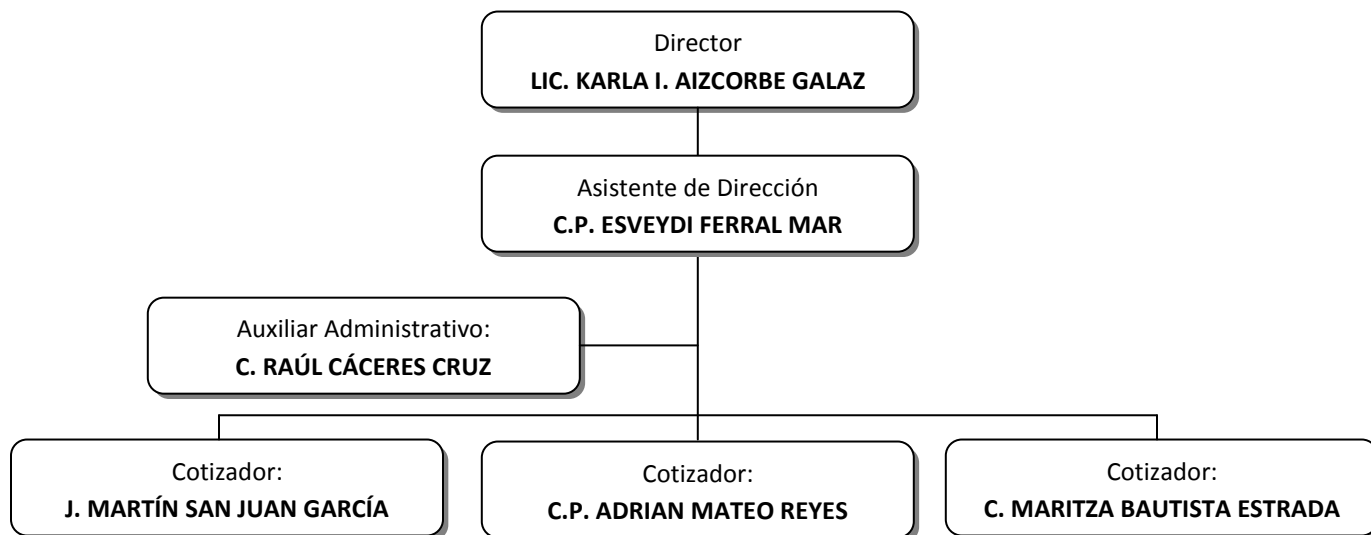 Director
LIC. KARLA I. AIZCORBE GALAZ
Asistente de Dirección
C.P. ESVEYDI FERRAL MAR
Auxiliar Administrativo:
C. RAÚL CÁCERES CRUZ
Cotizador:
J. MARTÍN SAN JUAN GARCÍA
Cotizador:
C.P. ADRIAN MATEO REYES
Cotizador:
C. MARITZA BAUTISTA ESTRADA